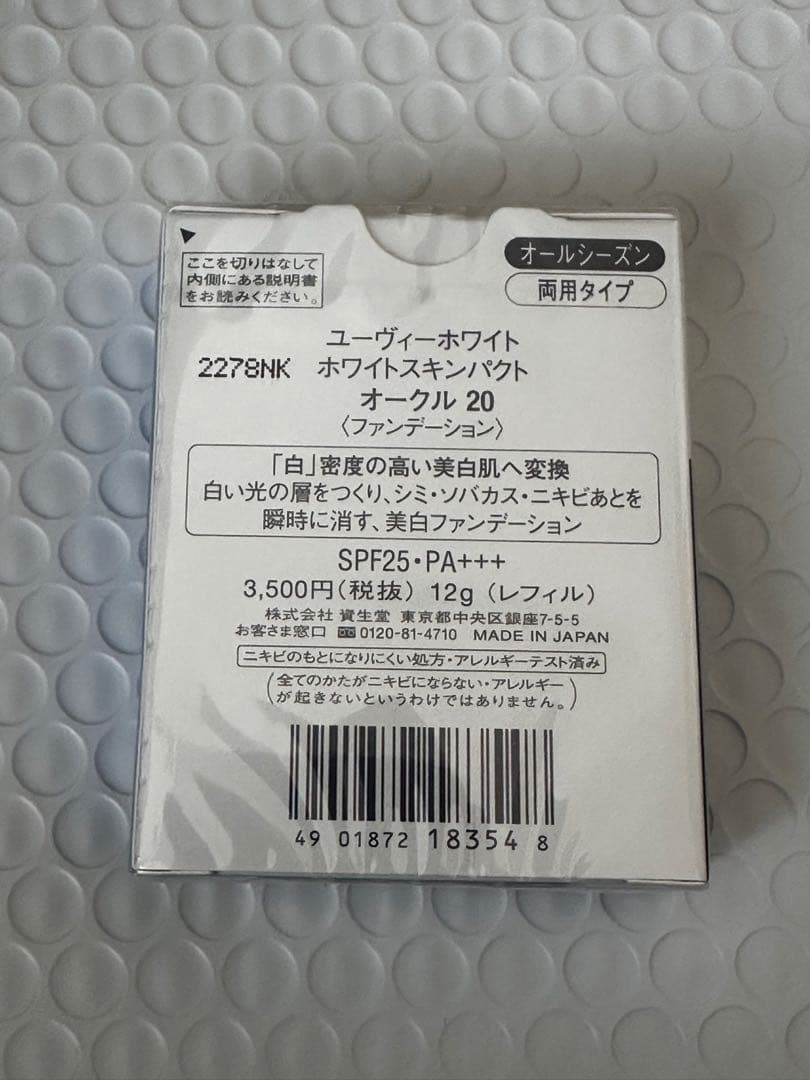 ここを切りはなして
内側にある説明書
をお読みください。
オールシーズン
両用タイプ
ユーヴィーホワイト
2278NK ホワイトスキンパクト
オークル 20
〈ファンデーション〉
「白」密度の高い美白肌へ変換
白い光の層をつくり、シミ・ソバカス・ニキビあとを
瞬時に消す、美白ファンデーション
SPF25・PA+++
3,500円(税抜) 12g (レフィル)
株式会社 資生堂 東京都中央区銀座7-5-5
お客さま窓口 0120-81-4710 MADE IN JAPAN
ニキビのもとになりにくい処方・アレルギーテスト済み
(全てのかたがニキビにならない・アレルギー
が起きないというわけではありません。)
49 01872 18354 8